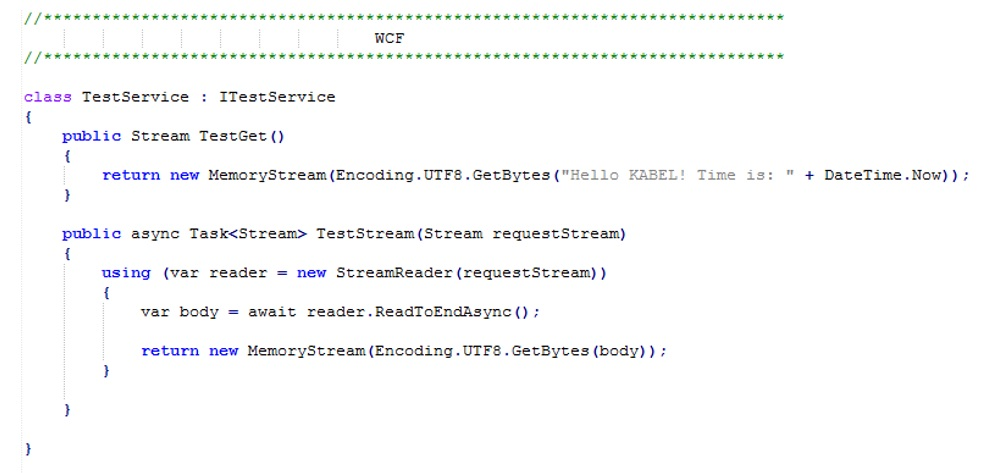 //****************************************************************************
WCF
//****************************************************************************
class TestService : ITestService
{
public Stream TestGet()
{
return new MemoryStream(Encoding.UTF8.GetBytes("Hello KABEL! Time is: " + DateTime.Now));
}
public async Task<Stream> TestStream(Stream requestStream)
{
using (var reader = new StreamReader(requestStream))
{
var body = await reader.ReadToEndAsync();
return new MemoryStream(Encoding.UTF8.GetBytes(body));
}
}
}